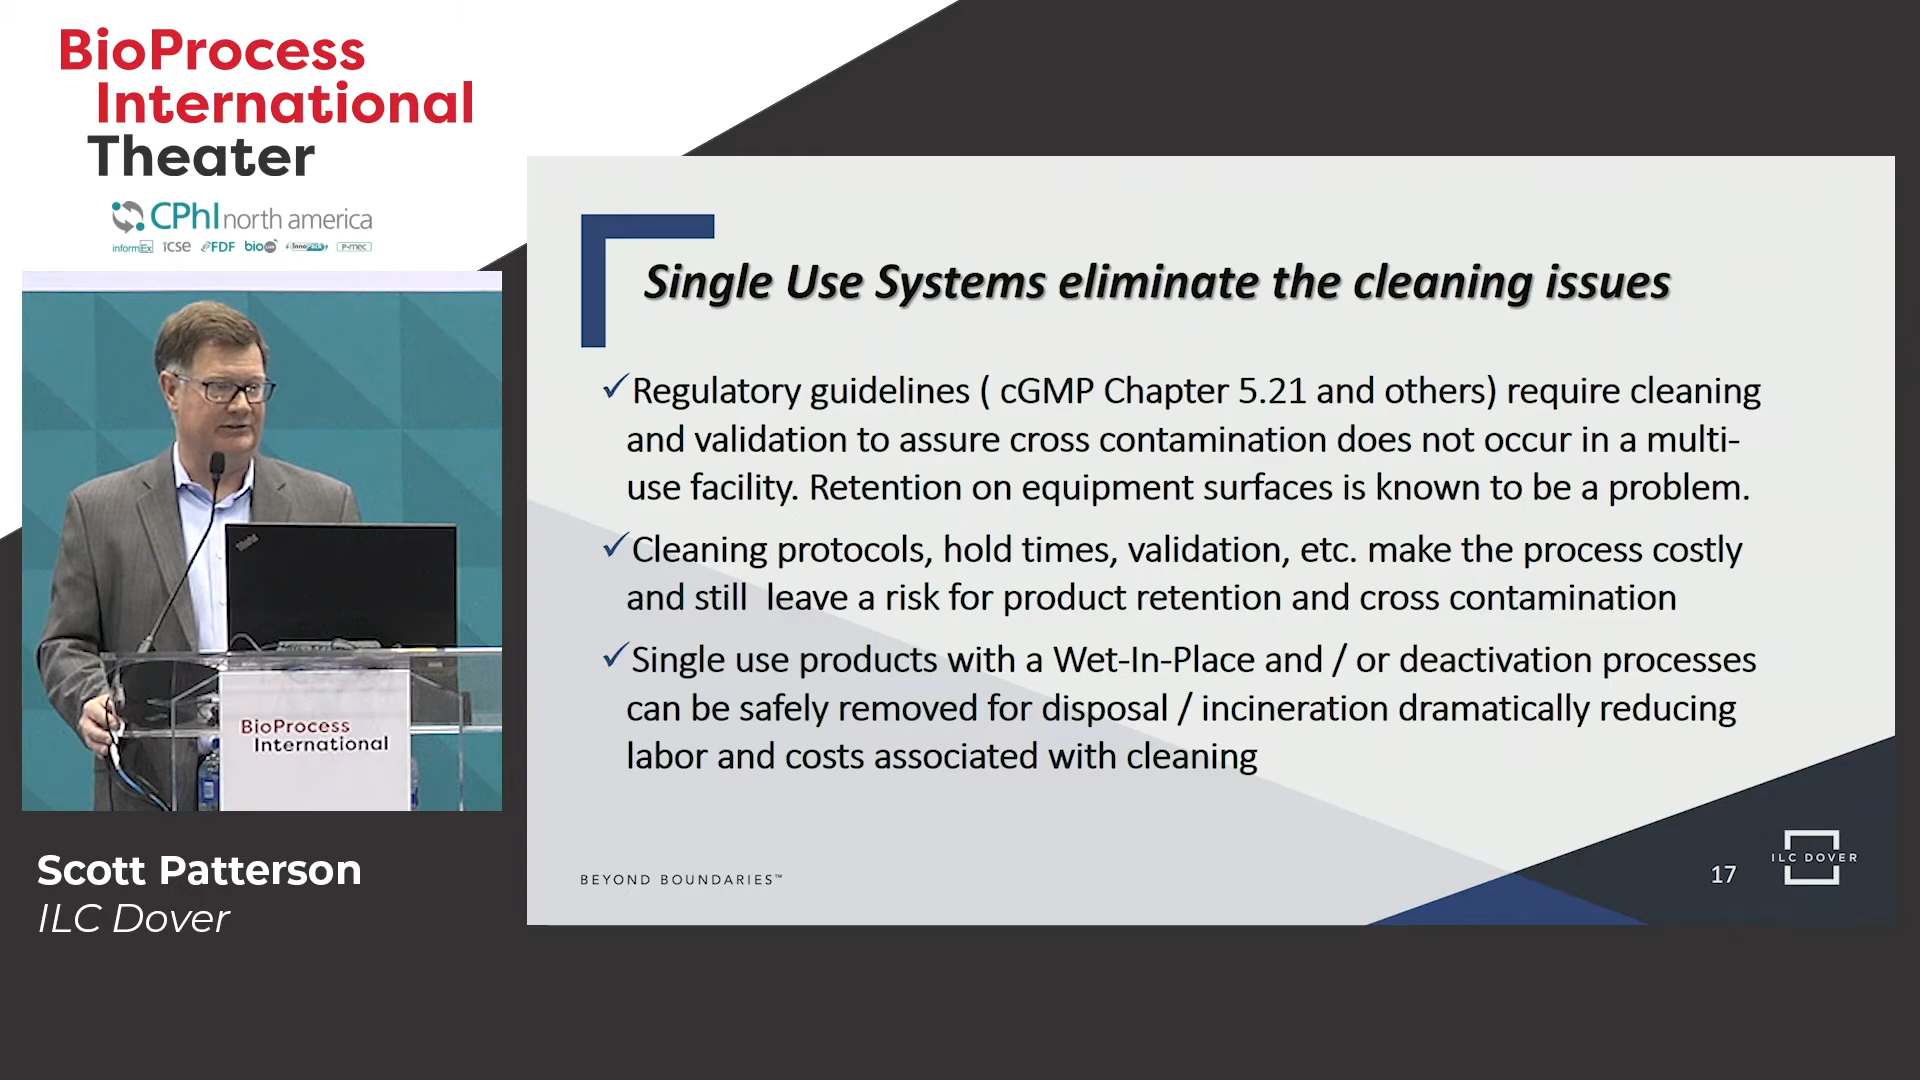 BioProcess
International
Theater
CPhI north america
informEx iCSE FDF bio LIVE InnoPack P-mec
BioProcess
International
Scott Patterson
ILC Dover
Single Use Systems eliminate the cleaning issues
✓Regulatory guidelines ( cGMP Chapter 5.21 and others) require cleaning
and validation to assure cross contamination does not occur in a multi-
use facility. Retention on equipment surfaces is known to be a problem.
✓Cleaning protocols, hold times, validation, etc. make the process costly
and still  leave a risk for product retention and cross contamination
✓Single use products with a Wet-In-Place and / or deactivation processes
can be safely removed for disposal / incineration dramatically reducing
labor and costs associated with cleaning
BEYOND BOUNDARIES™
17
ILC DOVER